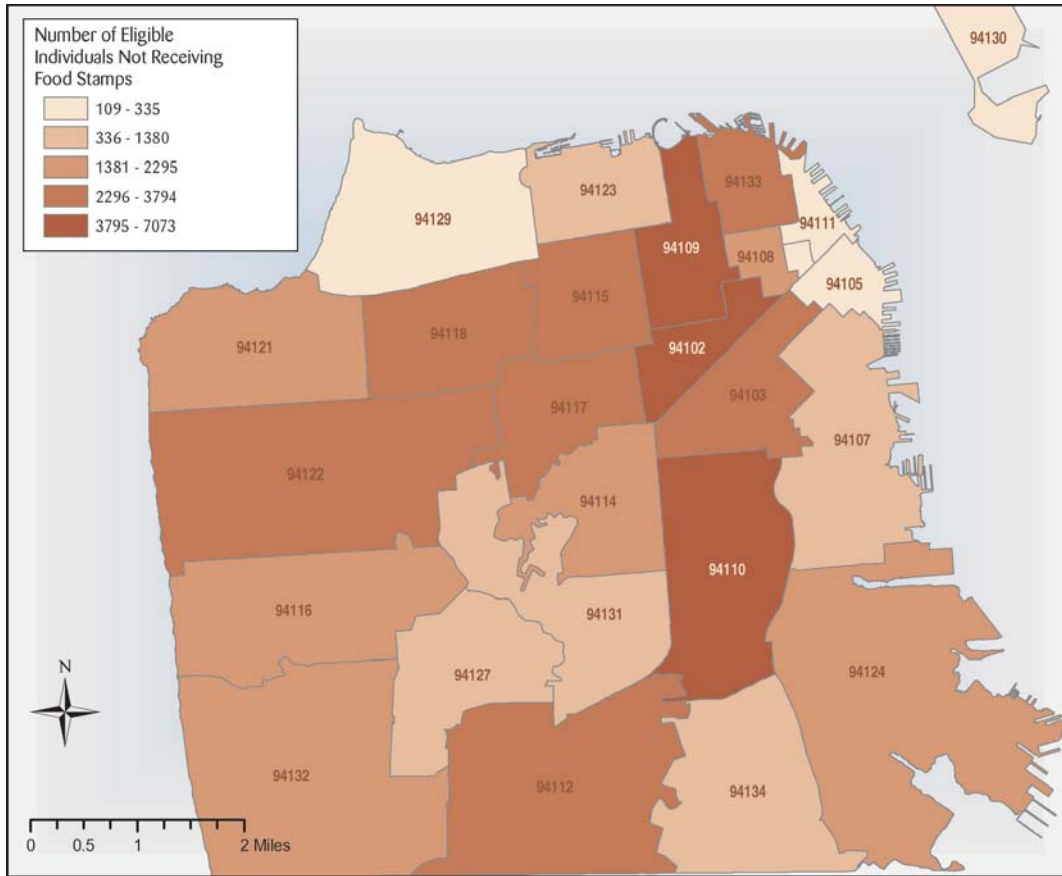 Number of Eligible
Individuals Not Receiving
Food Stamps
109 - 335
336 - 1380
1381 - 2295
2296 - 3794
3795 - 7073
94130
94123
94133
94129
94111
94109
94108
94105
94115
94118
94121
94102
94103
94117
94107
94122
94114
94110
94116
94131
94127
94124
94132
94112
94134
N
0 0.5 1 2 Miles